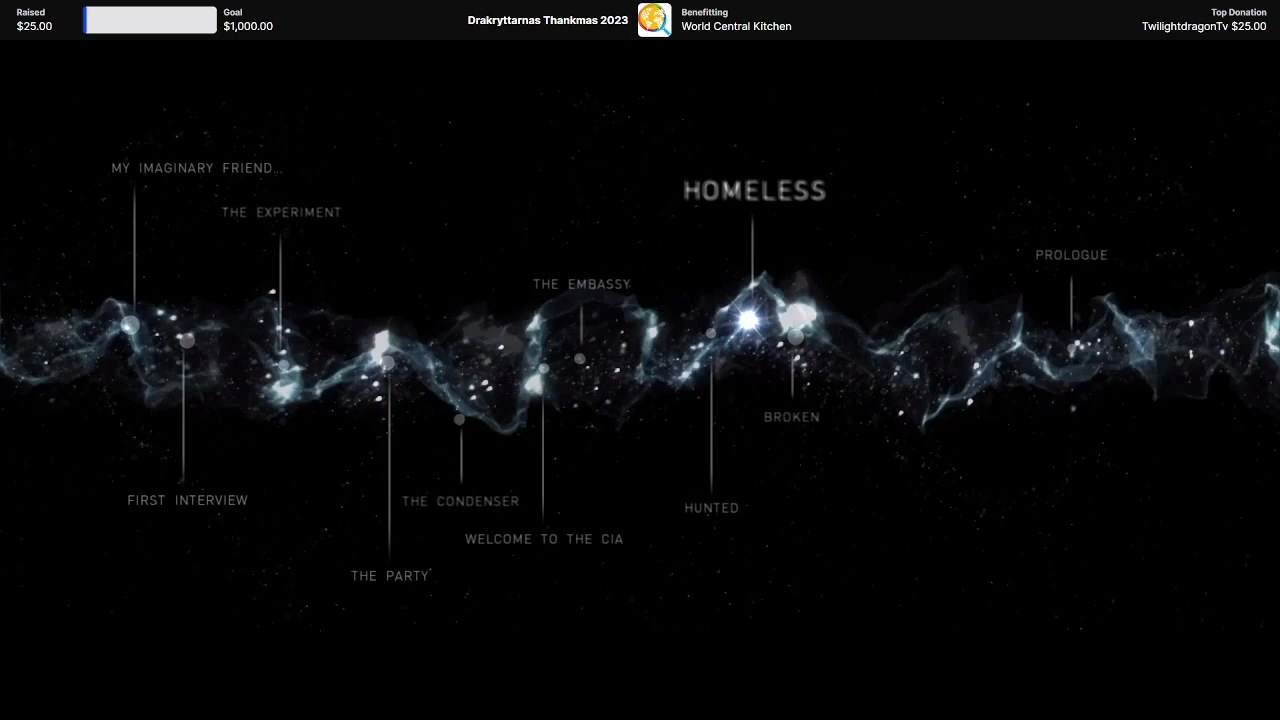 Raised
$25.00
Goal
$1,000.00
Drakryttarnas Thankmas 2023
Benefitting
World Central Kitchen
Top Donation
TwilightdragonTv $25.00
MY IMAGINARY FRIEND...
THE EXPERIMENT
HOMELESS
PROLOGUE
THE EMBASSY
BROKEN
FIRST INTERVIEW
THE CONDENSER
HUNTED
WELCOME TO THE CIA
THE PARTY